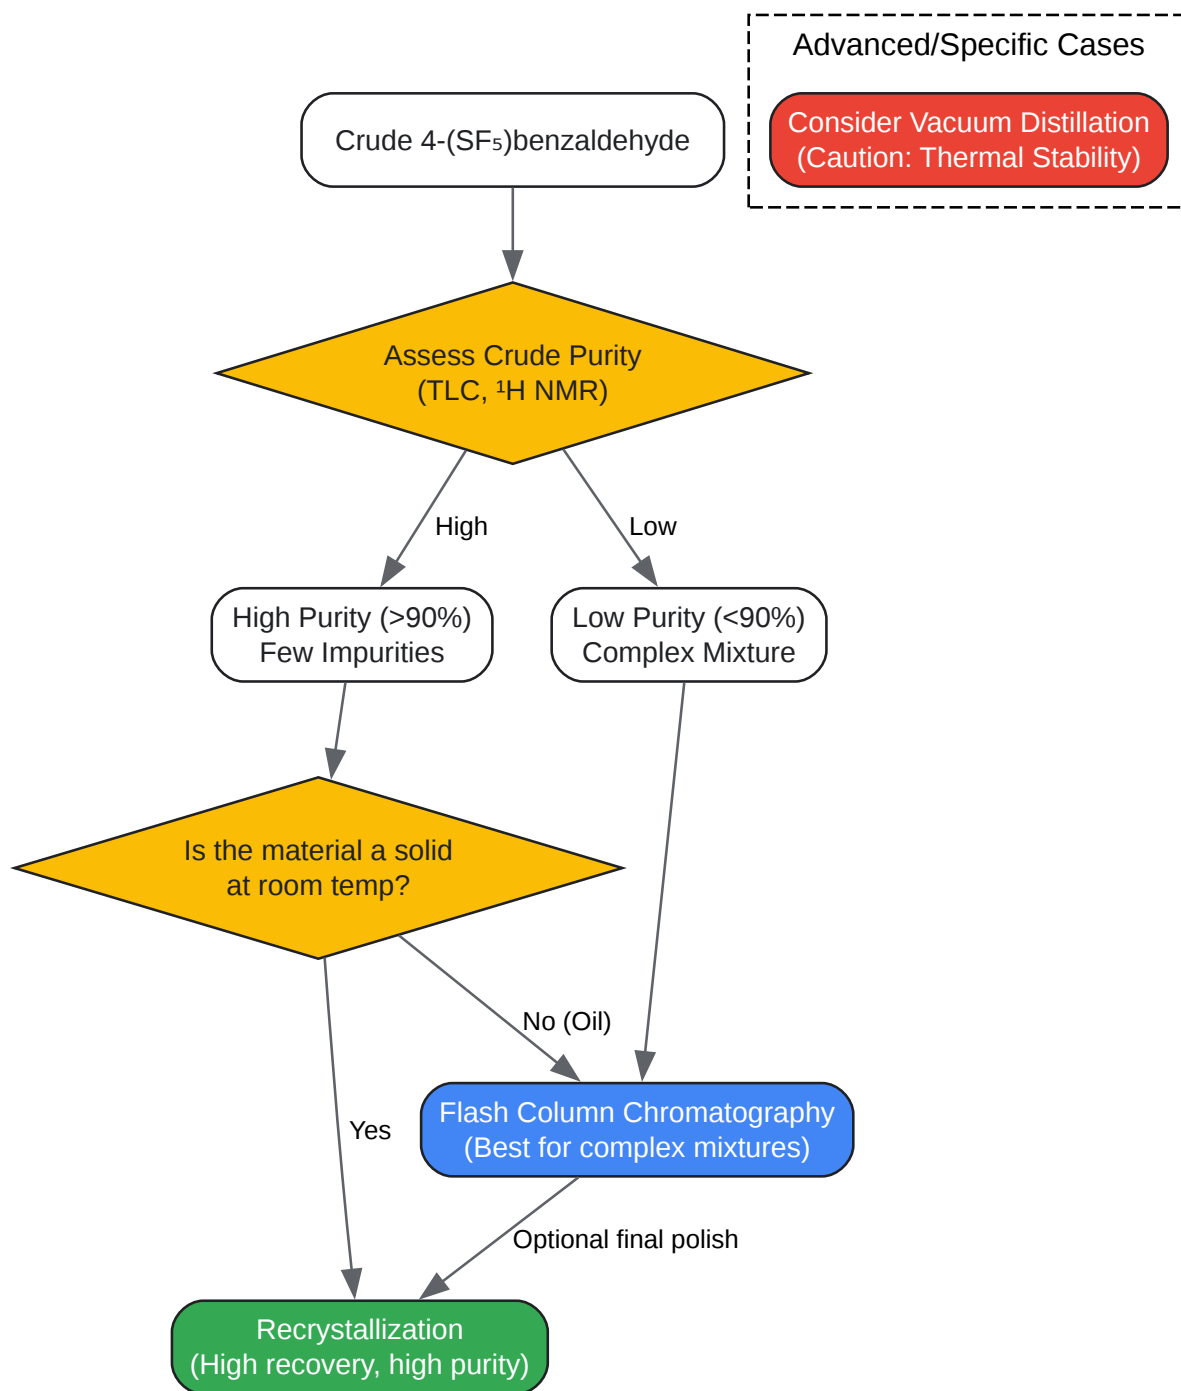 Advanced/Specific Cases
Consider Vacuum Distillation
(Caution: Thermal Stability)
Crude 4-(SF₅)benzaldehyde
Assess Crude Purity
(TLC, ¹H NMR)
High
Low
High Purity (>90%)
Few Impurities
Low Purity (<90%)
Complex Mixture
Is the material a solid
at room temp?
No (Oil)
Yes
Flash Column Chromatography
(Best for complex mixtures)
Optional final polish
Recrystallization
(High recovery, high purity)